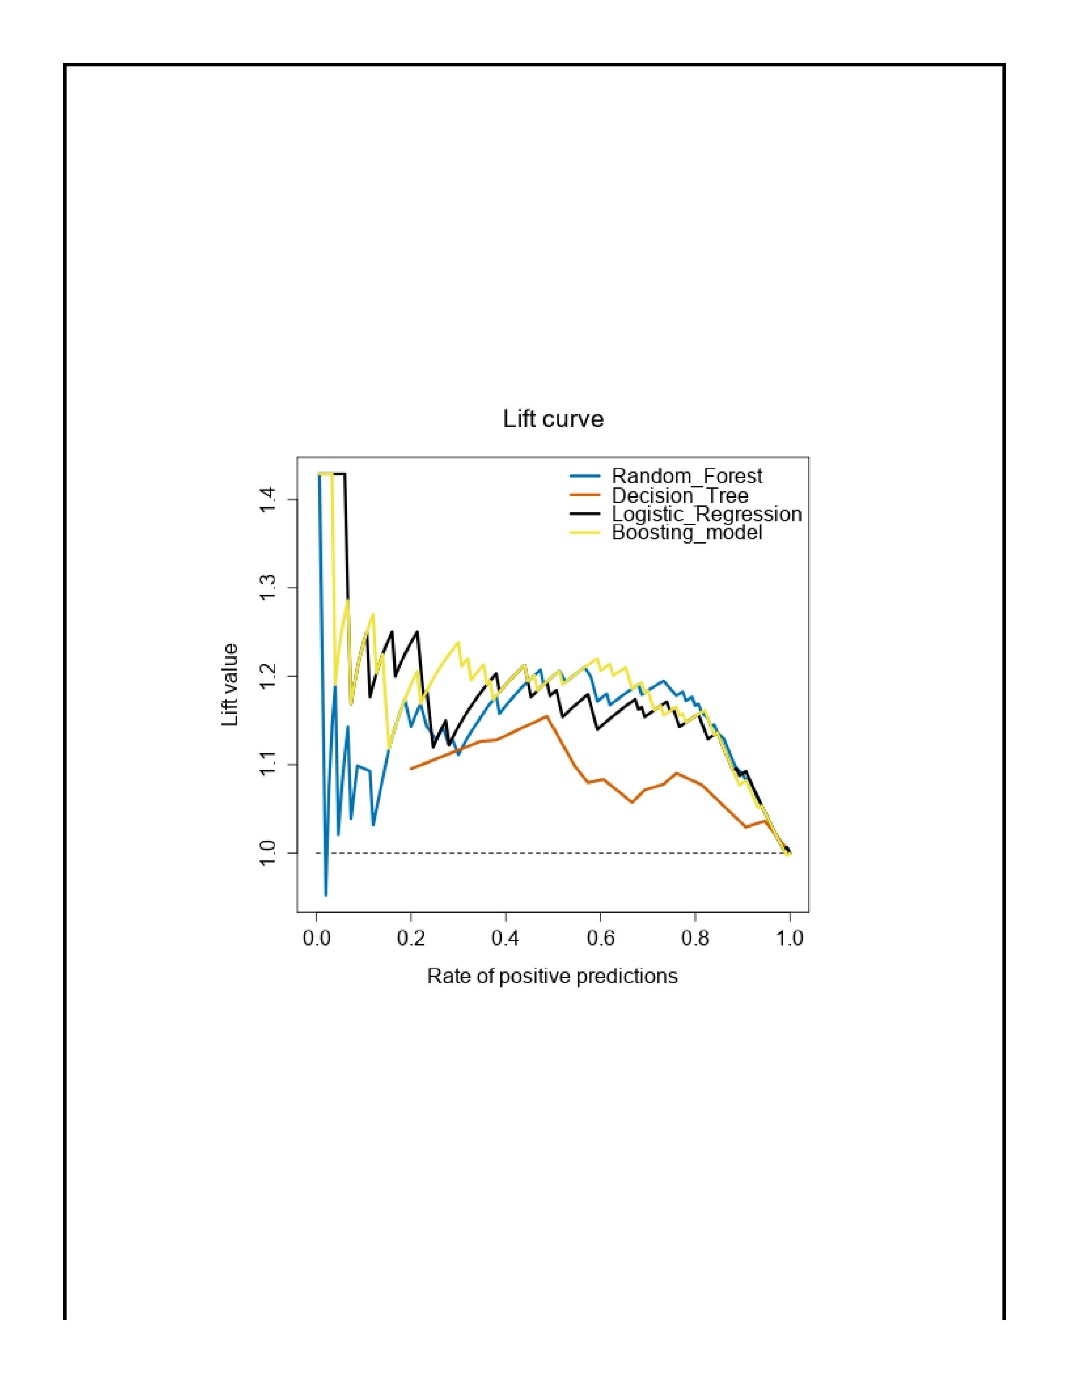 Lift curve
Random_Forest
Decision_Tree
Logistic_Regression
Boosting_model
Lift value
1.4
1.3
1.2
1.1
1.0
0.0 0.2 0.4 0.6 0.8 1.0
Rate of positive predictions